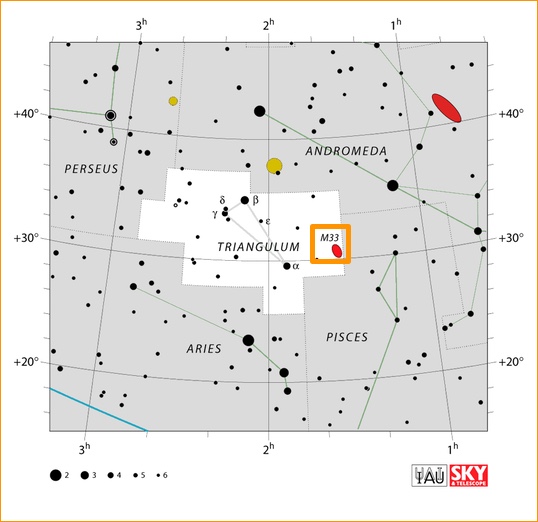 3ʰ 2ʰ 1ʰ
+40° +40°
PERSEUS
ANDROMEDA
δ β
γ ε
+30° TRIANGULUM M33 +30°
α
ARIES PISCES
+20° +20°
3ʰ 2ʰ 1ʰ
2 3 4 5 6
IAU SKY
& TELESCOPE